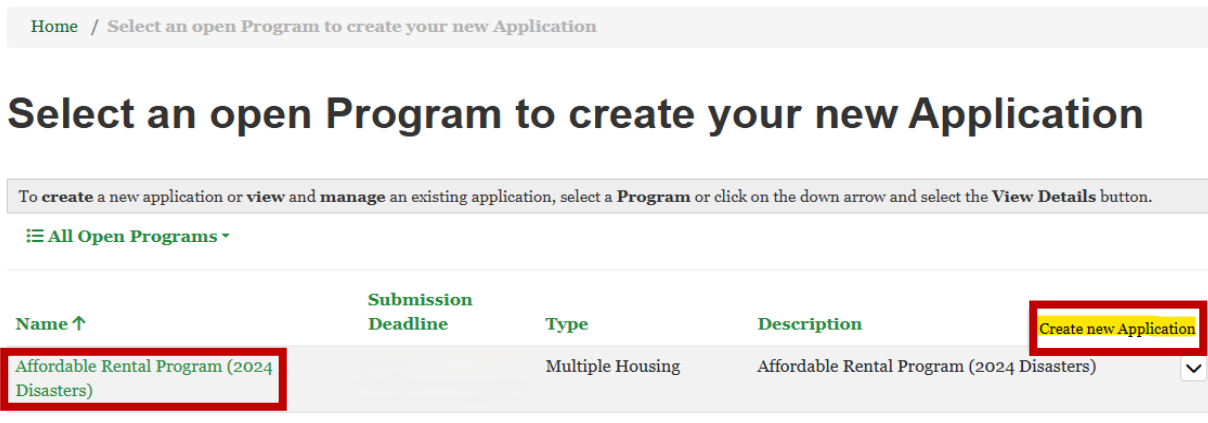 Home / Select an open Program to create your new Application
Select an open Program to create your new Application
To create a new application or view and manage an existing application, select a Program or click on the down arrow and select the View Details button.
All Open Programs
Name Submission Deadline Type Description Create new Application
Affordable Rental Program (2024 Disasters) Multiple Housing Affordable Rental Program (2024 Disasters)